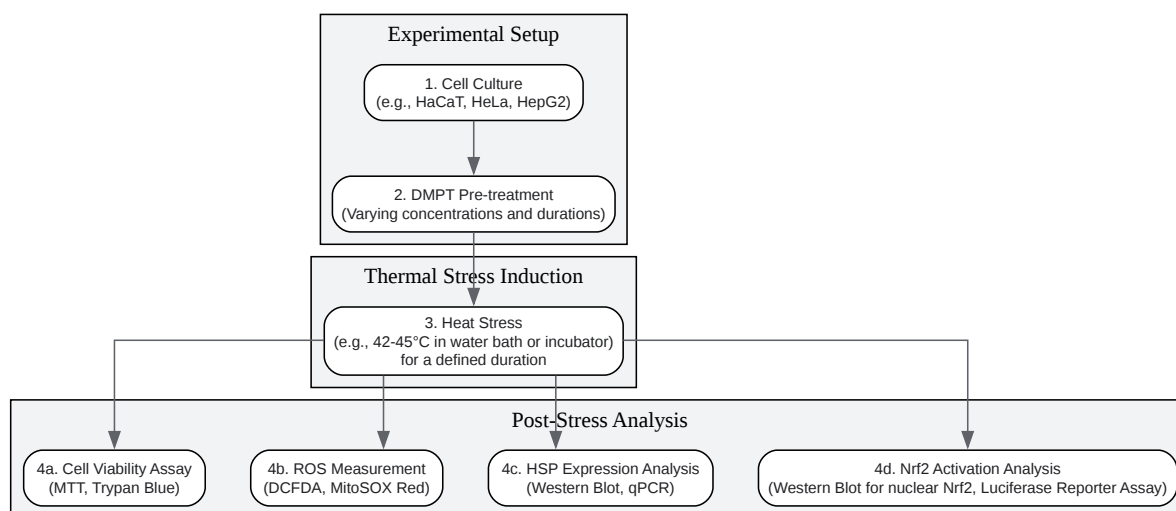 Experimental Setup
1. Cell Culture
(e.g., HaCaT, HeLa, HepG2)
2. DMPT Pre-treatment
(Varying concentrations and durations)
Thermal Stress Induction
3. Heat Stress
(e.g., 42-45°C in water bath or incubator)
for a defined duration
Post-Stress Analysis
4a. Cell Viability Assay
(MTT, Trypan Blue)
4b. ROS Measurement
(DCFDA, MitoSOX Red)
4c. HSP Expression Analysis
(Western Blot, qPCR)
4d. Nrf2 Activation Analysis
(Western Blot for nuclear Nrf2, Luciferase Reporter Assay)